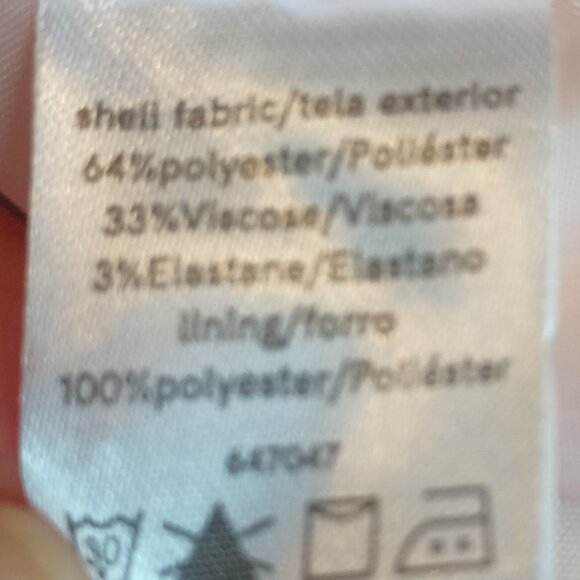 shell fabric/tela exterior
64%polyester/Poliéster
33%Viscose/Viscosa
3%Elastane/Elastano
lining/forro
100%polyester/Poliéster
647047
30